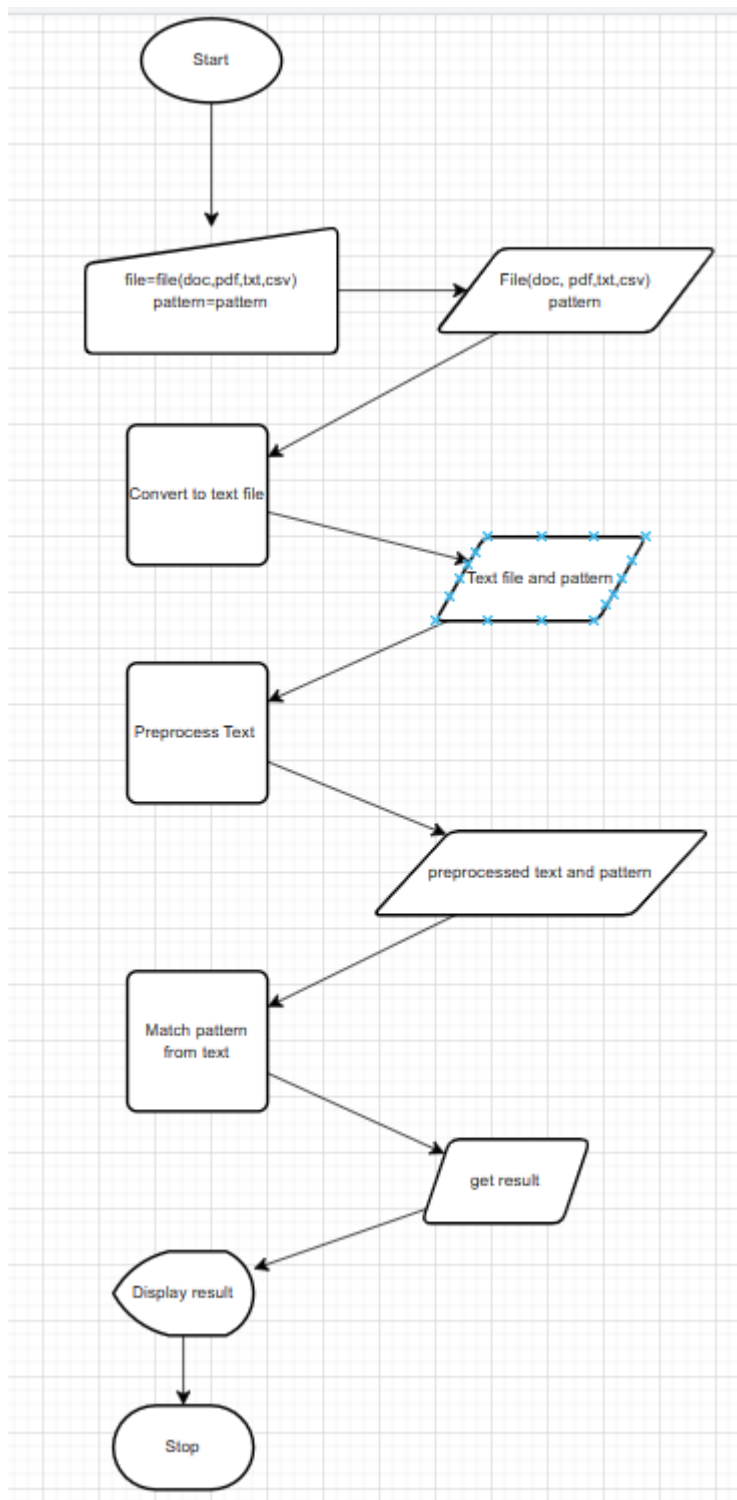 Start
file=file(doc,pdf,txt,csv)
pattern=pattern
File(doc, pdf,txt,csv)
pattern
Convert to text file
Text file and pattern
Preprocess Text
preprocessed text and pattern
Match pattern
from text
get result
Display result
Stop